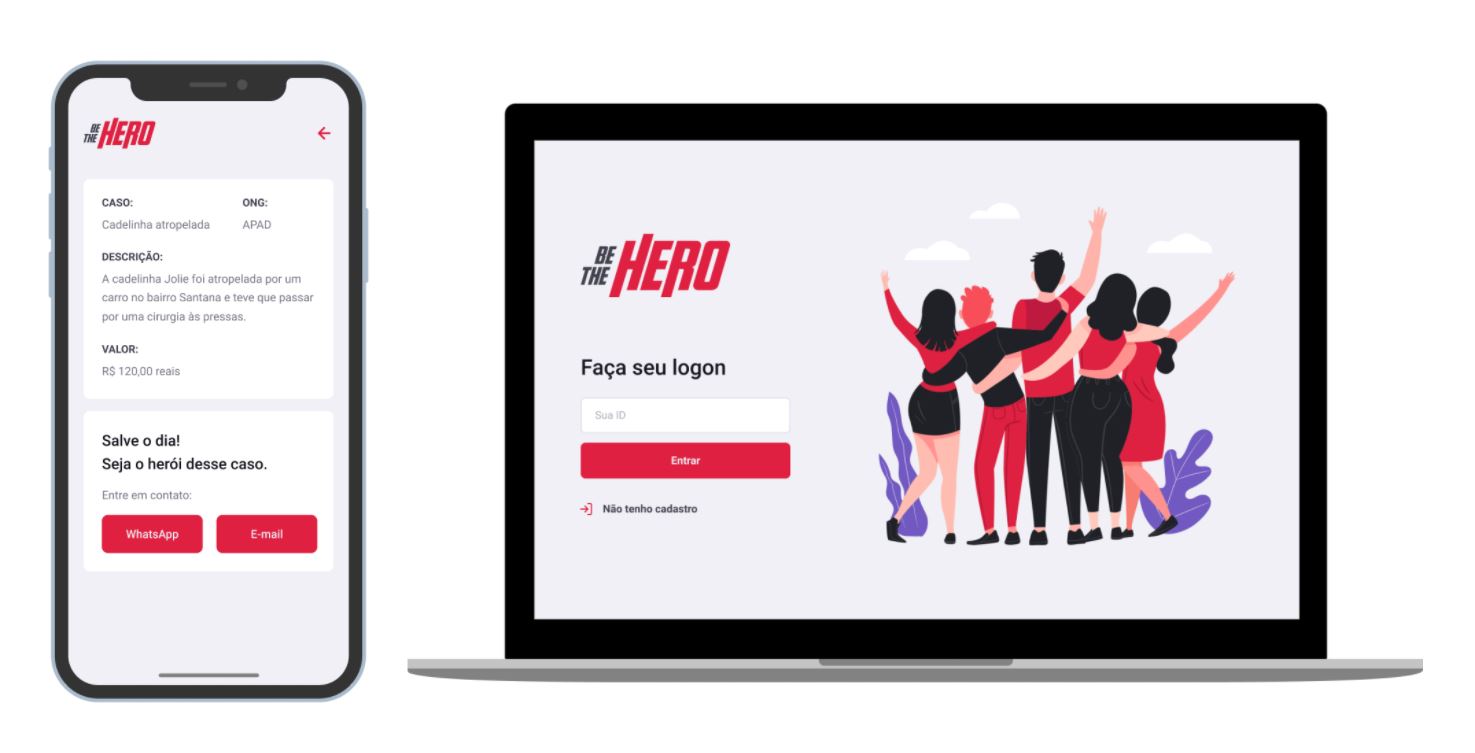 BE
THE HERO
CASO:
ONG:
Cadelinha atropelada
APAD
DESCRIÇÃO:
A cadelinha Jolie foi atropelada por um
carro no bairro Santana e teve que passar
por uma cirurgia às pressas.
VALOR:
R$ 120,00 reais
Salve o dia!
Seja o herói desse caso.
Entre em contato:
WhatsApp
E-mail
BE
THE HERO
Faça seu logon
Sua ID
Entrar
Não tenho cadastro